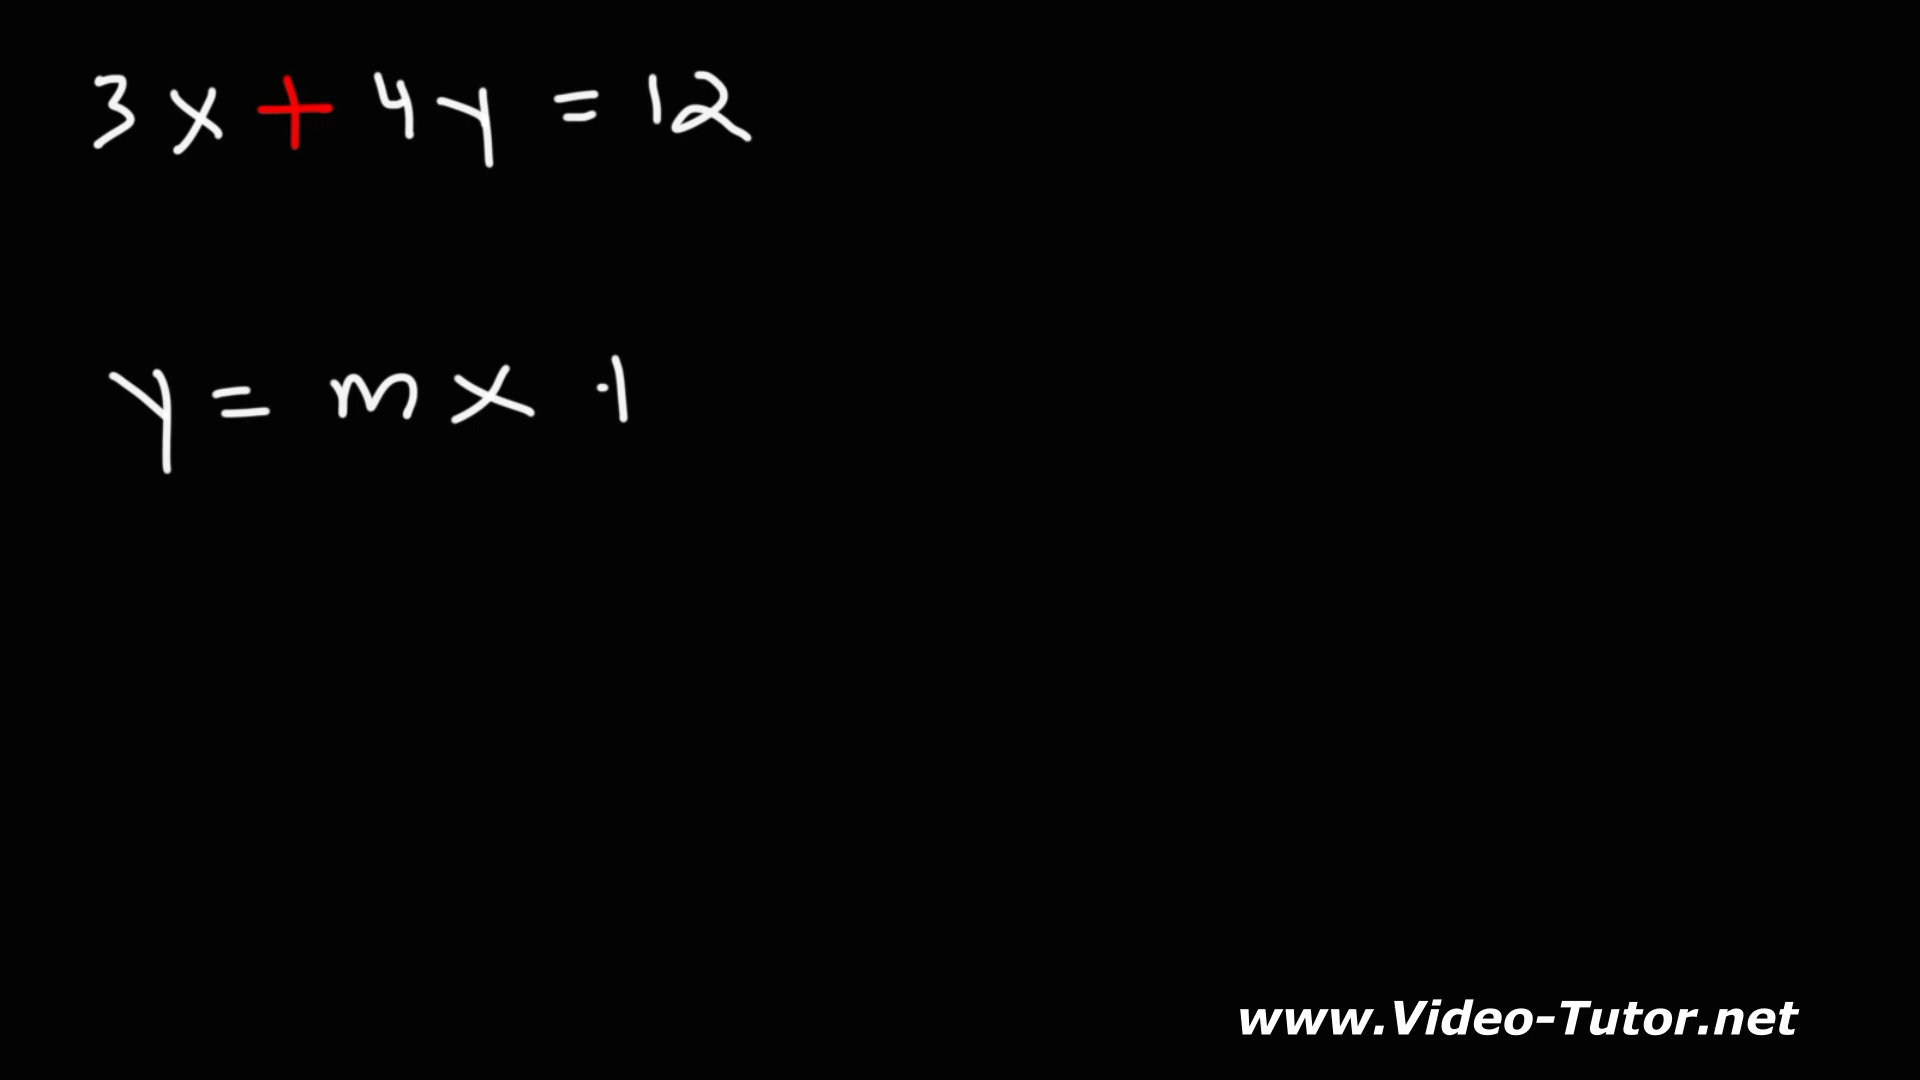 3x + 4y = 12
y = mx
www.Video-Tutor.net